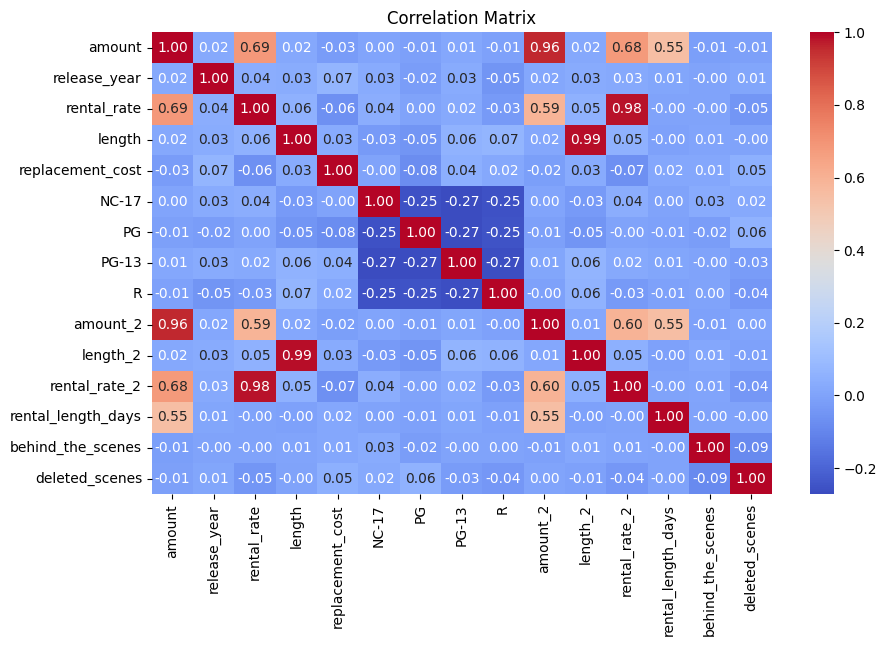 Correlation Matrix
amount 1.00 0.02 0.69 0.02 -0.03 0.00 -0.01 0.01 -0.01 0.96 0.02 0.68 0.55 -0.01 -0.01
release_year 0.02 1.00 0.04 0.03 0.07 0.03 -0.02 0.03 -0.05 0.02 0.03 0.03 0.01 -0.00 0.01
rental_rate 0.69 0.04 1.00 0.06 -0.06 0.04 0.00 0.02 -0.03 0.59 0.05 0.98 -0.00 -0.00 -0.05
length 0.02 0.03 0.06 1.00 0.03 -0.03 -0.05 0.06 0.07 0.02 0.99 0.05 -0.00 0.01 -0.00
replacement_cost -0.03 0.07 -0.06 0.03 1.00 -0.00 -0.08 0.04 0.02 -0.02 0.03 -0.07 0.02 0.01 0.05
NC-17 0.00 0.03 0.04 -0.03 -0.00 1.00 -0.25 -0.27 -0.25 0.00 -0.03 0.04 0.00 0.03 0.02
PG -0.01 -0.02 0.00 -0.05 -0.08 -0.25 1.00 -0.27 -0.25 -0.01 -0.05 -0.00 -0.01 -0.02 0.06
PG-13 0.01 0.03 0.02 0.06 0.04 -0.27 -0.27 1.00 -0.27 0.01 0.06 0.02 0.01 -0.00 -0.03
R -0.01 -0.05 -0.03 0.07 0.02 -0.25 -0.25 -0.27 1.00 -0.00 0.06 -0.03 -0.01 0.00 -0.04
amount_2 0.96 0.02 0.59 0.02 -0.02 0.00 -0.01 0.01 -0.00 1.00 0.01 0.60 0.55 -0.01 0.00
length_2 0.02 0.03 0.05 0.99 0.03 -0.03 -0.05 0.06 0.06 0.01 1.00 0.05 -0.00 0.01 -0.01
rental_rate_2 0.68 0.03 0.98 0.05 -0.07 0.04 -0.00 0.02 -0.03 0.60 0.05 1.00 -0.00 0.01 -0.04
rental_length_days 0.55 0.01 -0.00 -0.00 0.02 0.00 -0.01 0.01 -0.01 0.55 -0.00 -0.00 1.00 -0.00 -0.00
behind_the_scenes -0.01 -0.00 -0.00 0.01 0.01 0.03 -0.02 -0.00 0.00 -0.01 0.01 0.01 -0.00 1.00 -0.09
deleted_scenes -0.01 0.01 -0.05 -0.00 0.05 0.02 0.06 -0.03 -0.04 0.00 -0.01 -0.04 -0.00 -0.09 1.00
amount
release_year
rental_rate
length
replacement_cost
NC-17
PG
PG-13
R
amount_2
length_2
rental_rate_2
rental_length_days
behind_the_scenes
deleted_scenes
1.0
0.8
0.6
0.4
0.2
0.0
−0.2